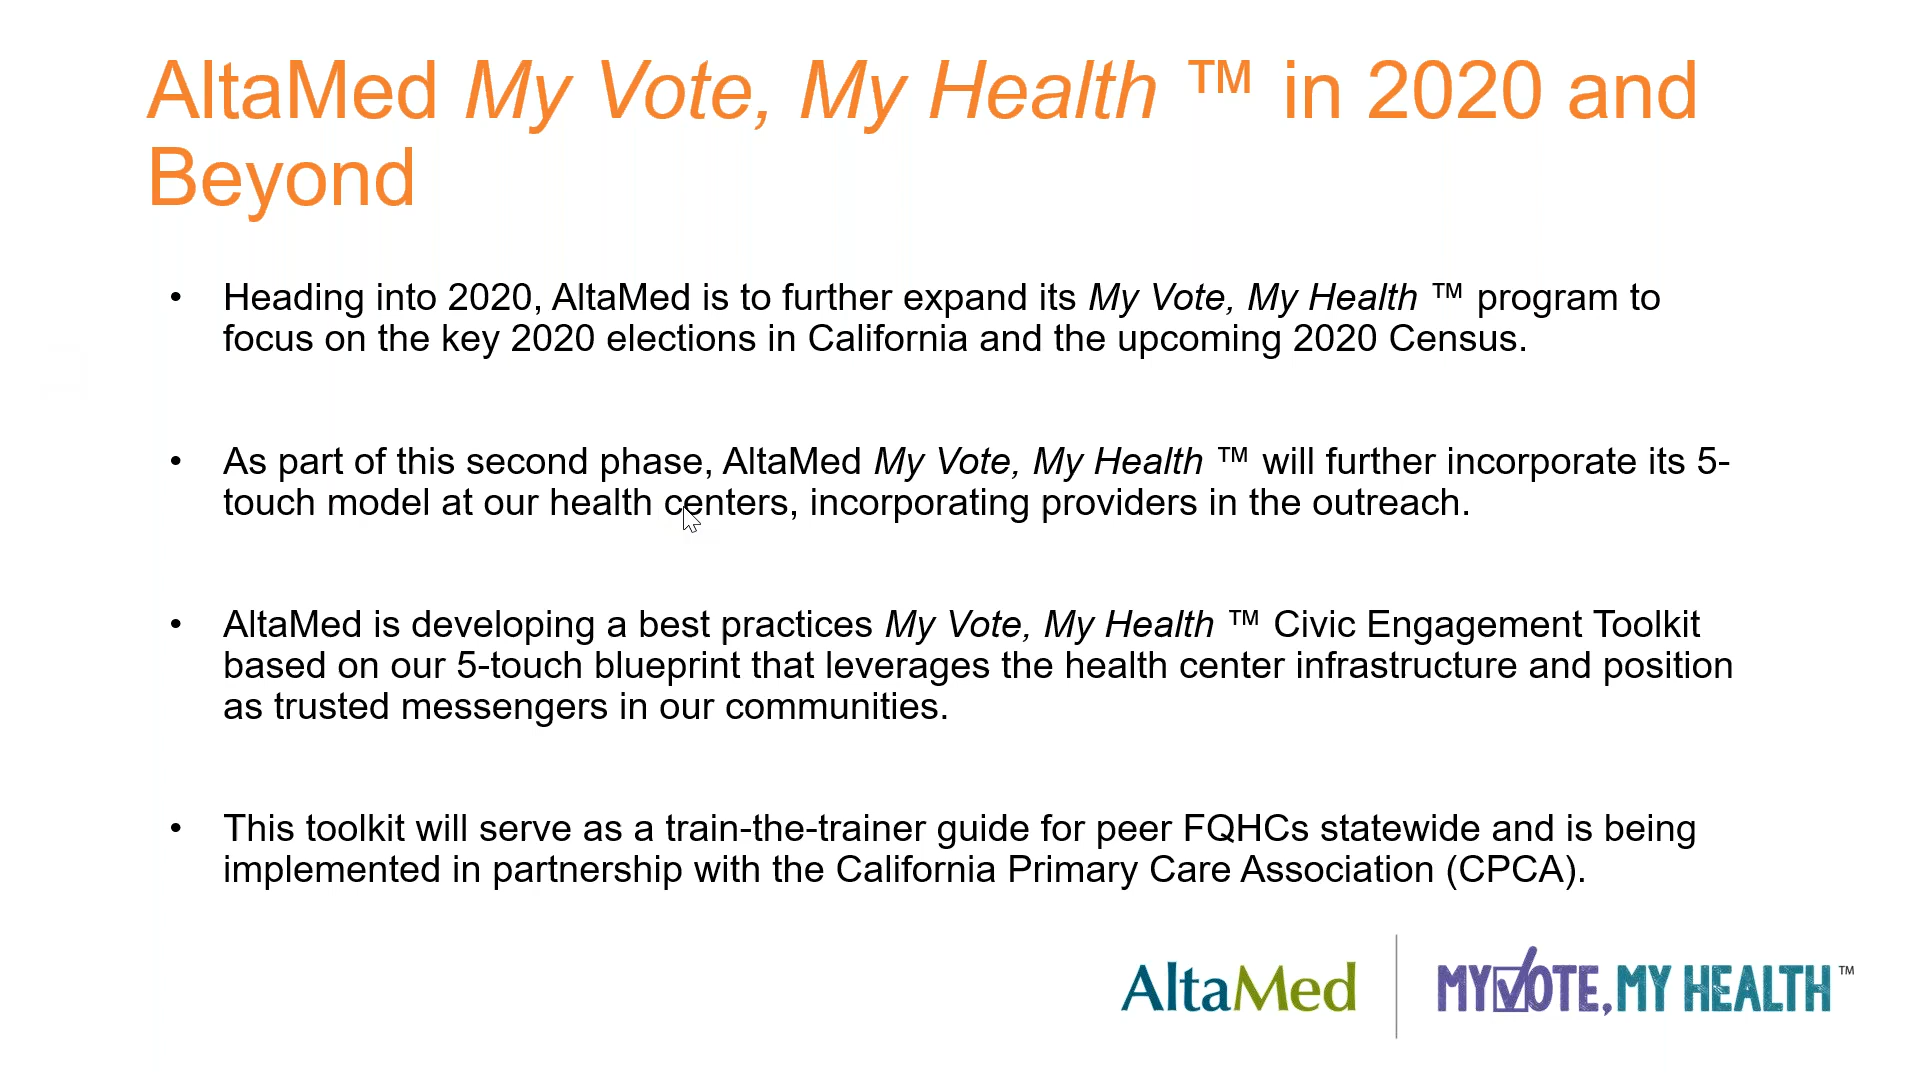 AltaMed My Vote, My Health ™ in 2020 and
Beyond
• Heading into 2020, AltaMed is to further expand its My Vote, My Health ™ program to
focus on the key 2020 elections in California and the upcoming 2020 Census.
• As part of this second phase, AltaMed My Vote, My Health ™ will further incorporate its 5-
touch model at our health centers, incorporating providers in the outreach.
• AltaMed is developing a best practices My Vote, My Health ™ Civic Engagement Toolkit
based on our 5-touch blueprint that leverages the health center infrastructure and position
as trusted messengers in our communities.
• This toolkit will serve as a train-the-trainer guide for peer FQHCs statewide and is being
implemented in partnership with the California Primary Care Association (CPCA).
AltaMed
MY VOTE, MY HEALTH ™